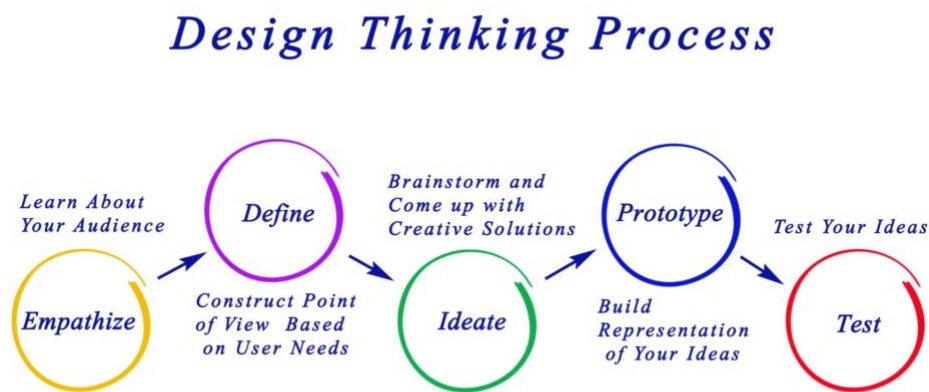 Design Thinking Process
Learn About
Your Audience
Empathize
Define
Construct Point
of View Based
on User Needs
Brainstorm and
Come up with
Creative Solutions
Ideate
Prototype
Build
Representation
of Your Ideas
Test Your Ideas
Test